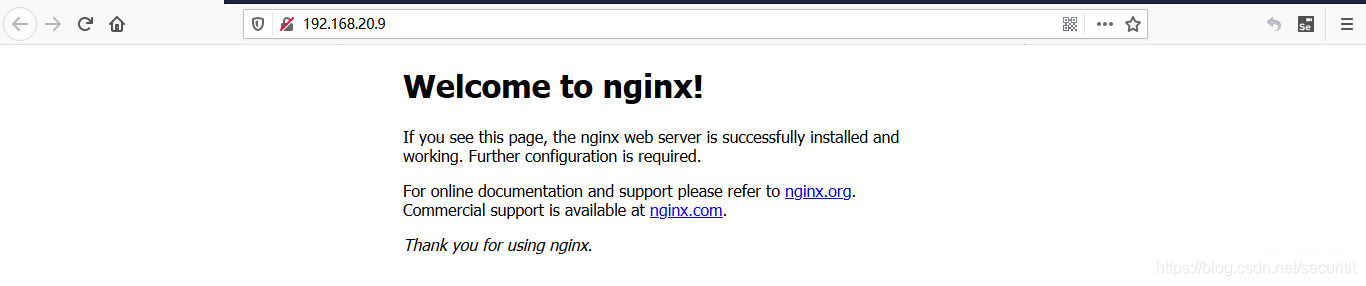 192.168.20.9
Se
Welcome to nginx!
If you see this page, the nginx web server is successfully installed and
working. Further configuration is required.
For online documentation and support please refer to nginx.org.
Commercial support is available at nginx.com.
Thank you for using nginx.
https://blog.csdn.net/securitit